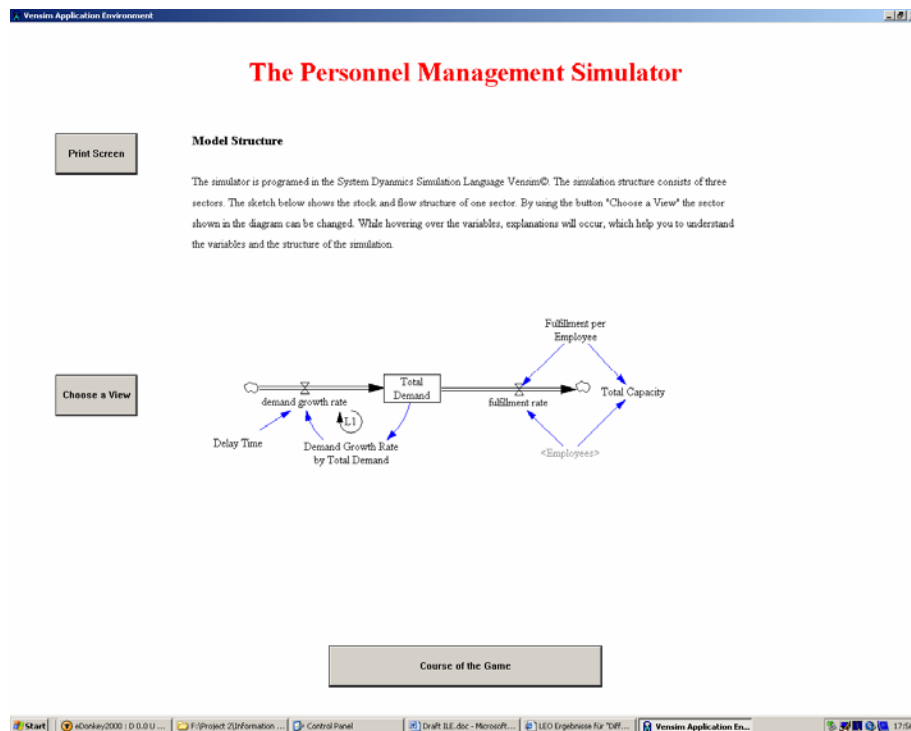 Vensim Application Environment
The Personnel Management Simulator
Print Screen
Model Structure
The simulator is programed in the System Dyanmics Simulation Language Vensim©. The simulation structure consists of three
sectors. The sketch below shows the stock and flow structure of one sector. By using the button "Choose a View" the sector
shown in the diagram can be changed. While hovering over the variables, explanations will occur, which help you to understand
the variables and the structure of the simulation.
Choose a View
Fulfillment per
Employee
Total
Demand
Total Capacity
demand growth rate
fulfillment rate
L1
Delay Time
Demand Growth Rate
by Total Demand
<Employees>
Course of the Game
Start
eDonkey2000 : D 0.0 U ...
F:\Project 2\Information ...
Control Panel
Draft ILE.doc - Microsoft...
LEO Ergebnisse für "Diff...
Vensim Application En...